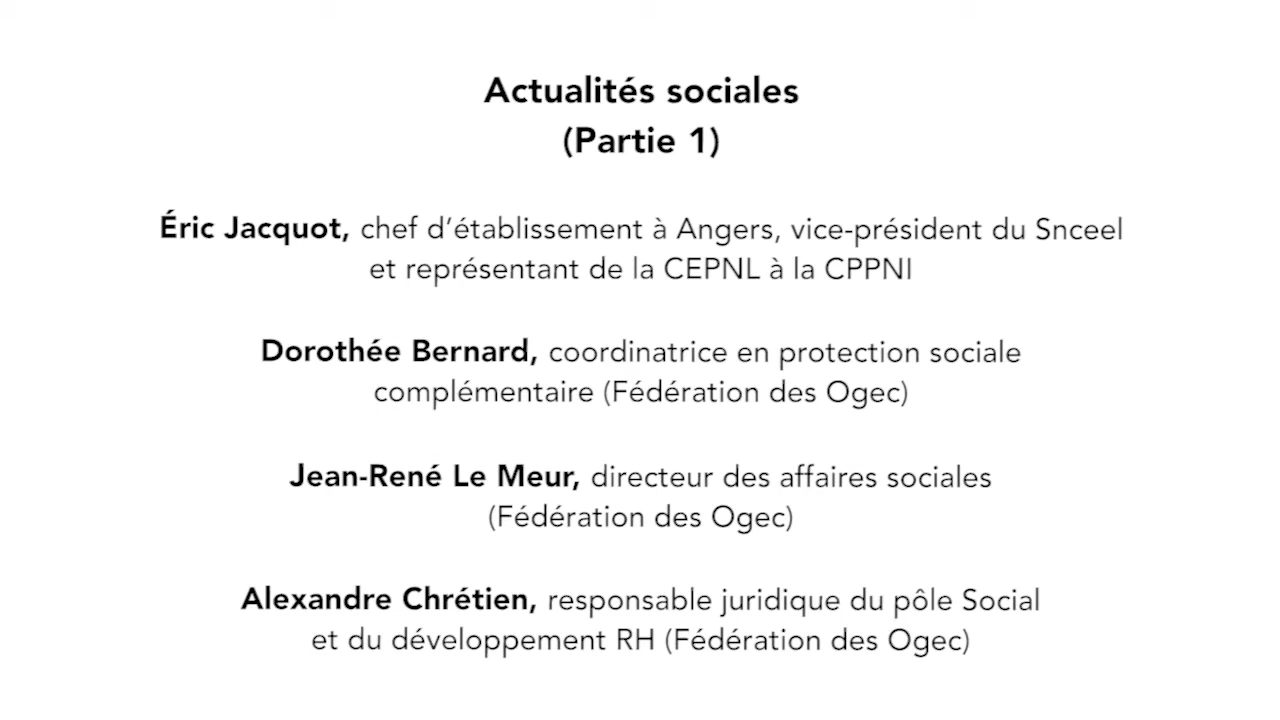 Actualités sociales
(Partie 1)
Éric Jacquot, chef d’établissement à Angers, vice-président du Snceel
et représentant de la CEPNL à la CPPNI
Dorothée Bernard, coordinatrice en protection sociale
complémentaire (Fédération des Ogec)
Jean-René Le Meur, directeur des affaires sociales
(Fédération des Ogec)
Alexandre Chrétien, responsable juridique du pôle Social
et du développement RH (Fédération des Ogec)